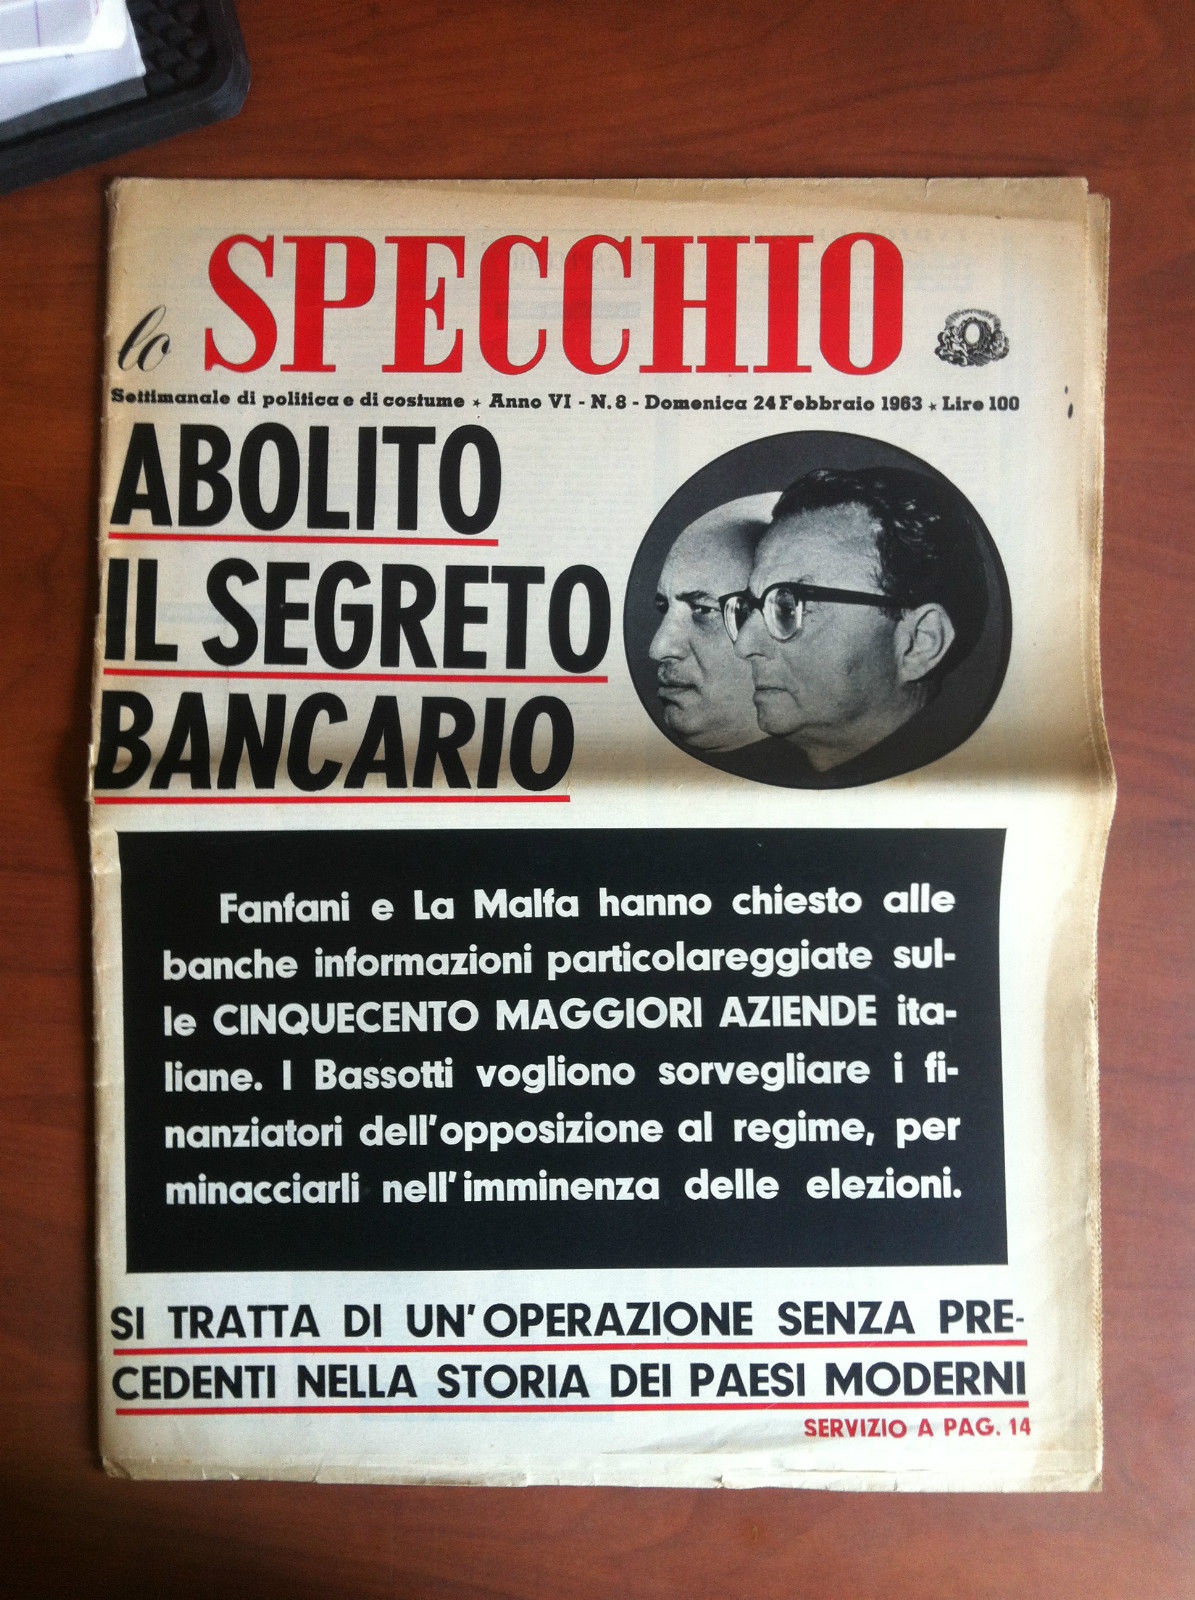 lo SPECCHIO
Settimanale di politica e di costume ★ Anno VI - N. 8 - Domenica 24 Febbraio 1963 ★ Lire 100
ABOLITO
IL SEGRETO
BANCARIO
Fanfani e La Malfa hanno chiesto alle
banche informazioni particolareggiate sul-
le CINQUECENTO MAGGIORI AZIENDE ita-
liane. I Bassotti vogliono sorvegliare i fi-
nanziatori dell'opposizione al regime, per
minacciarli nell'imminenza delle elezioni.
SI TRATTA DI UN'OPERAZIONE SENZA PRE-
CEDENTI NELLA STORIA DEI PAESI MODERNI
SERVIZIO A PAG. 14